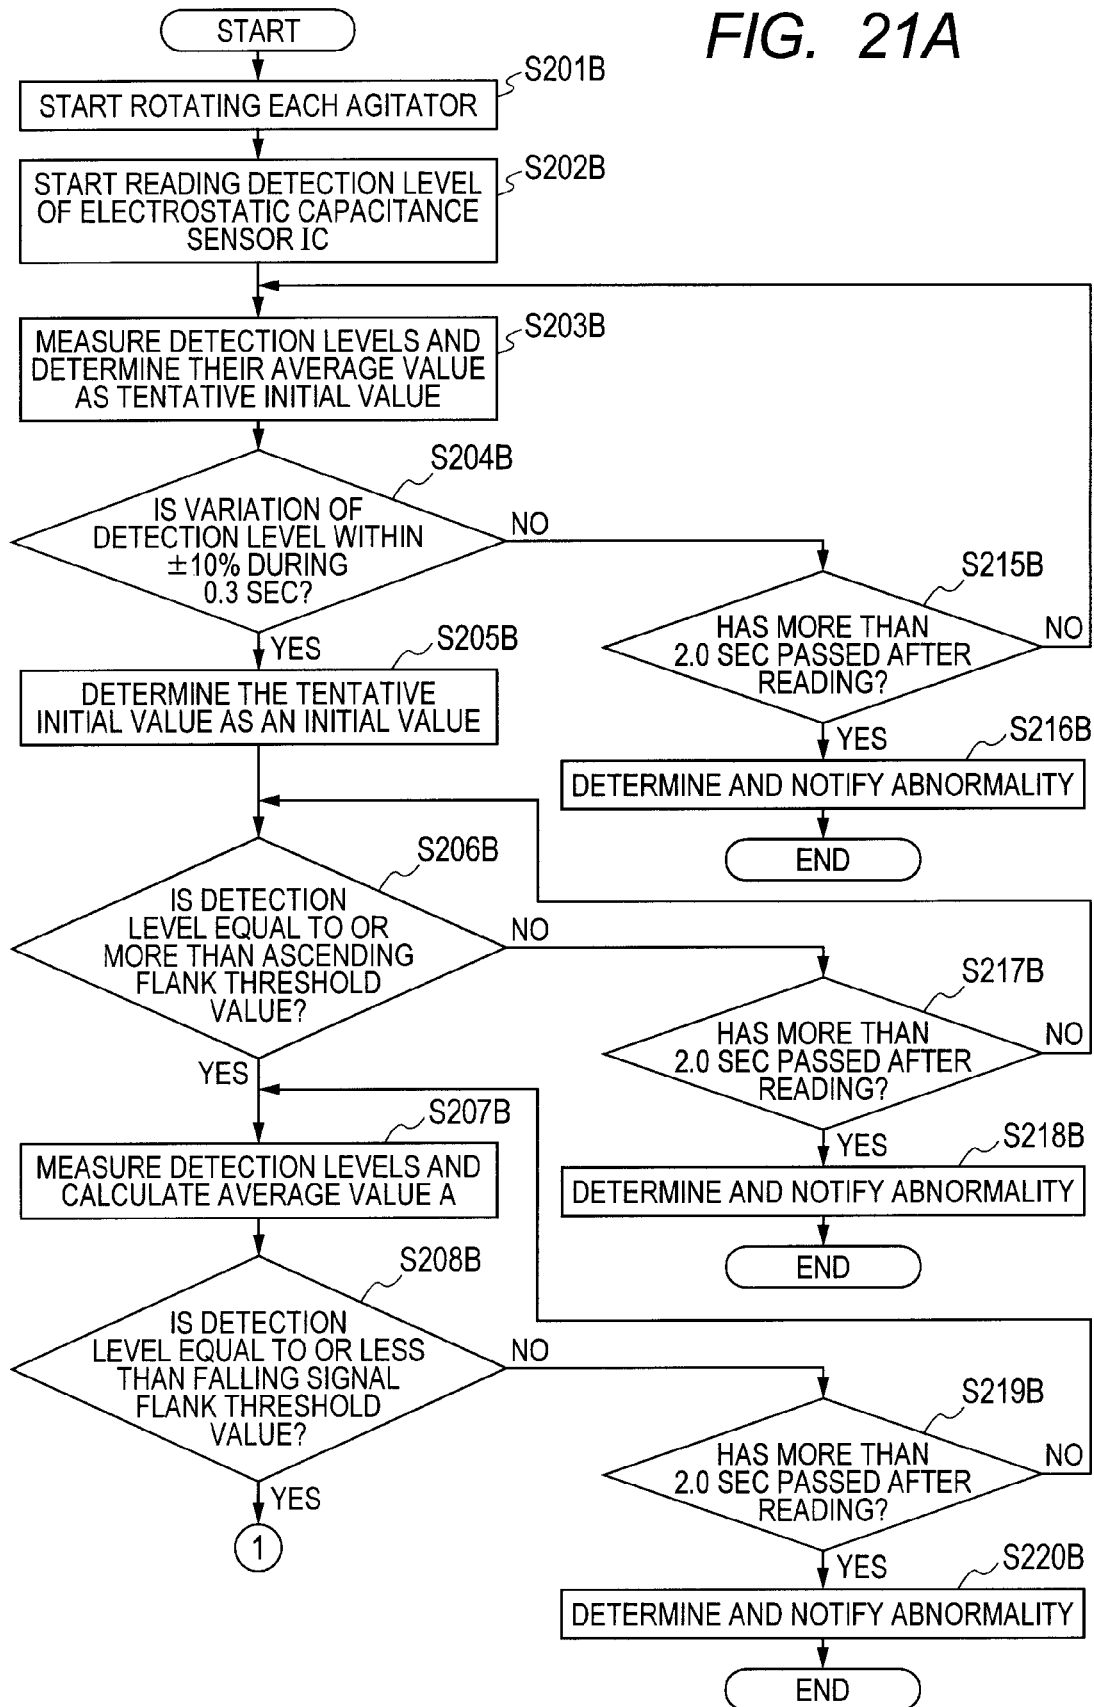 FIG. 21A
START
S201B
START ROTATING EACH AGITATOR
S202B
START READING DETECTION LEVEL
OF ELECTROSTATIC CAPACITANCE
SENSOR IC
S203B
MEASURE DETECTION LEVELS AND
DETERMINE THEIR AVERAGE VALUE
AS TENTATIVE INITIAL VALUE
S204B
IS VARIATION OF
DETECTION LEVEL WITHIN
±10% DURING
0.3 SEC?
NO
YES
S215B
HAS MORE THAN
2.0 SEC PASSED AFTER
READING?
NO
YES
S216B
DETERMINE AND NOTIFY ABNORMALITY
END
S205B
DETERMINE THE TENTATIVE
INITIAL VALUE AS AN INITIAL VALUE
S206B
IS DETECTION
LEVEL EQUAL TO OR
MORE THAN ASCENDING
FLANK THRESHOLD
VALUE?
NO
YES
S217B
HAS MORE THAN
2.0 SEC PASSED AFTER
READING?
NO
YES
S218B
DETERMINE AND NOTIFY ABNORMALITY
END
S207B
MEASURE DETECTION LEVELS AND
CALCULATE AVERAGE VALUE A
S208B
IS DETECTION
LEVEL EQUAL TO OR LESS
THAN FALLING SIGNAL
FLANK THRESHOLD
VALUE?
NO
YES
1
S219B
HAS MORE THAN
2.0 SEC PASSED AFTER
READING?
NO
YES
S220B
DETERMINE AND NOTIFY ABNORMALITY
END